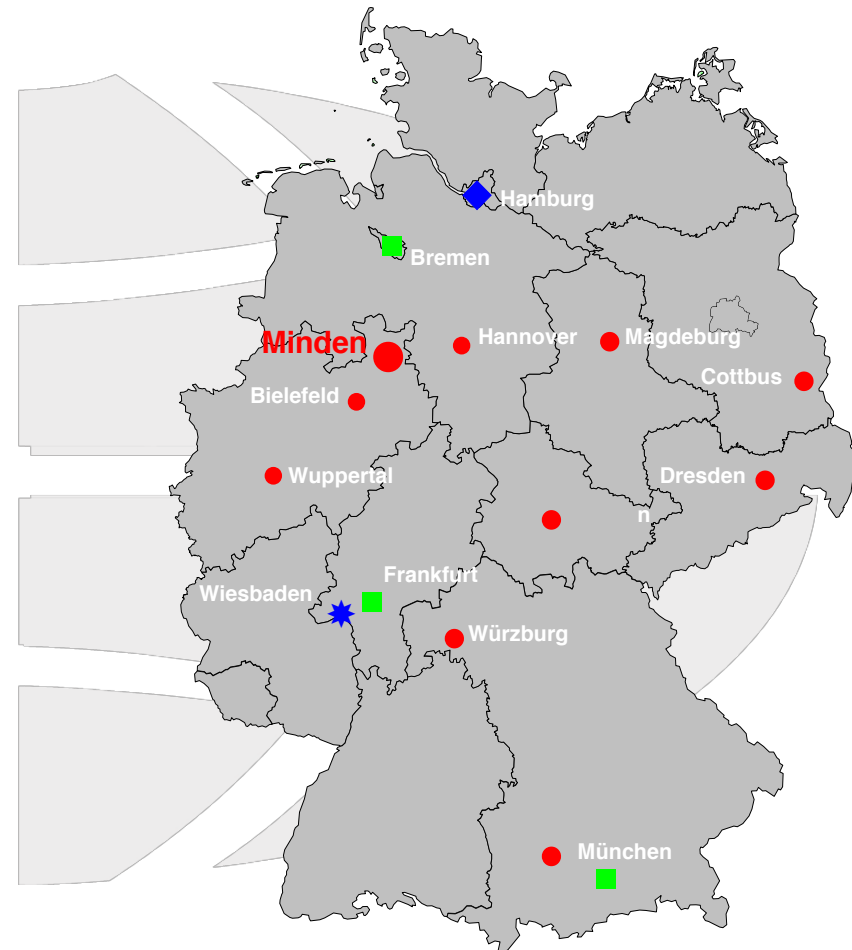 Hamburg
Bremen
Minden
Hannover
Magdeburg
Cottbus
Bielefeld
Wuppertal
Dresden
n
Frankfurt
Wiesbaden
Würzburg
München